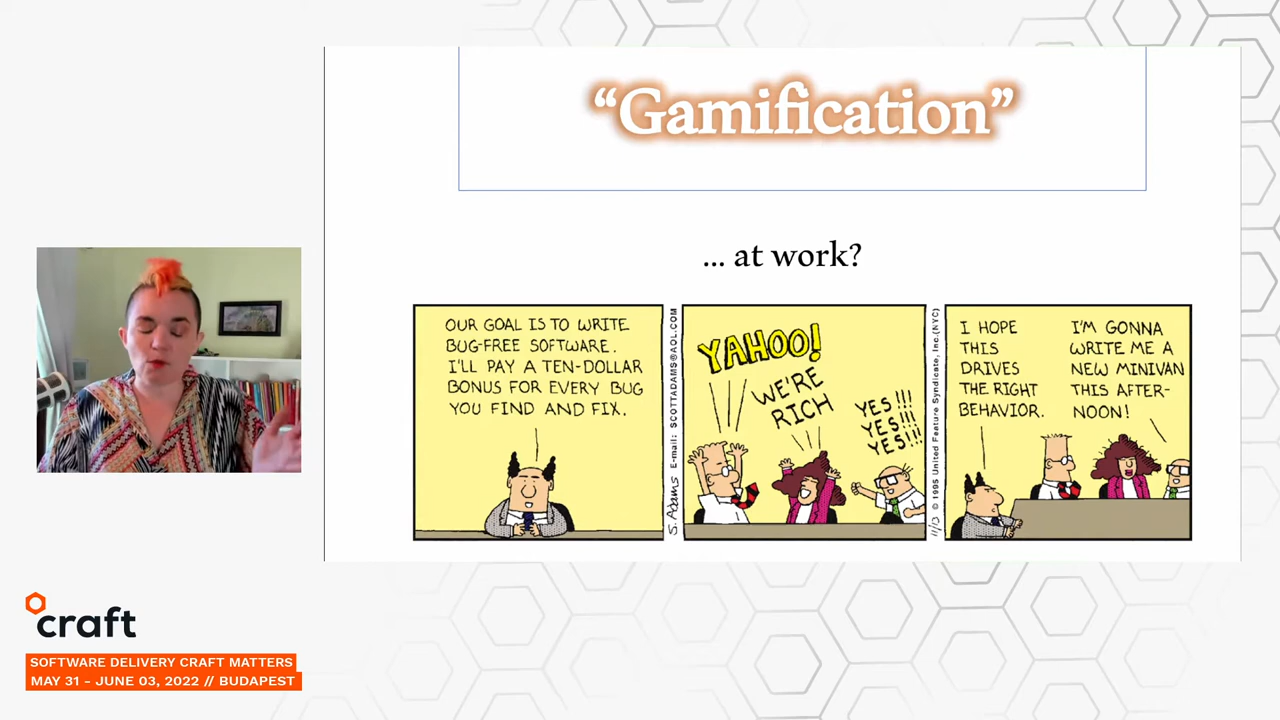 “Gamification”
... at work?
OUR GOAL IS TO WRITE
BUG-FREE SOFTWARE.
I'LL PAY A TEN-DOLLAR
BONUS FOR EVERY BUG
YOU FIND AND FIX.
S. Adams E-mail: SCOTTADAMS@AOL.COM
YAHOO!
WE'RE
RICH
YES!!!
YES!!!
YES!!!
11/13 © 1995 United Feature Syndicate, Inc.(NYC)
I HOPE
THIS
DRIVES
THE RIGHT
BEHAVIOR.
I'M GONNA
WRITE ME A
NEW MINIVAN
THIS AFTER-
NOON!
craft
SOFTWARE DELIVERY CRAFT MATTERS
MAY 31 - JUNE 03, 2022 // BUDAPEST